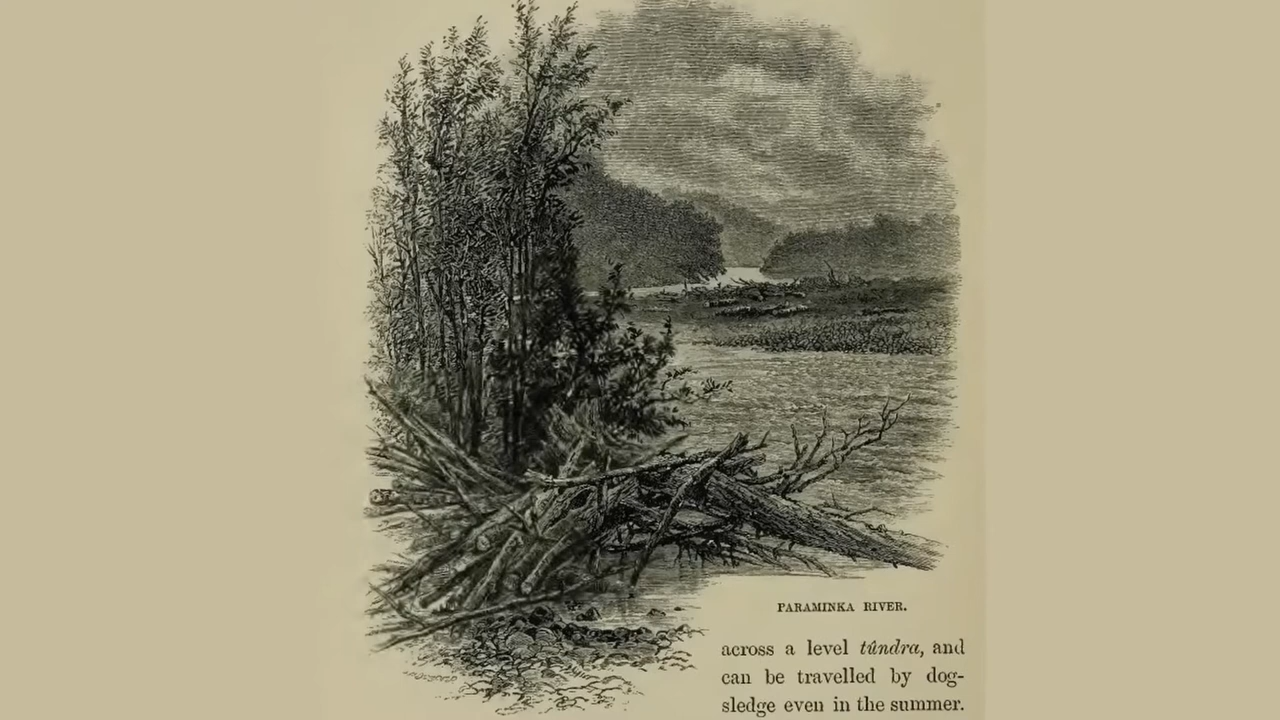 PARAMINKA RIVER.
across a level tûndra, and
can be travelled by dog-
sledge even in the summer.